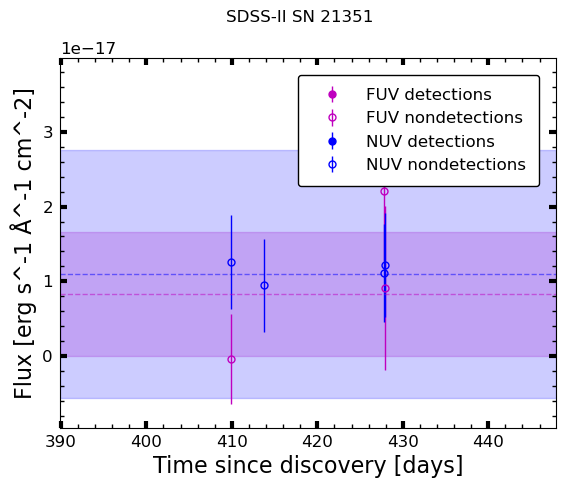 SDSS-II SN 21351
1e−17
FUV detections
FUV nondetections
NUV detections
NUV nondetections
3
2
1
0
Flux [erg s^-1 Å^-1 cm^-2]
390 400 410 420 430 440
Time since discovery [days]